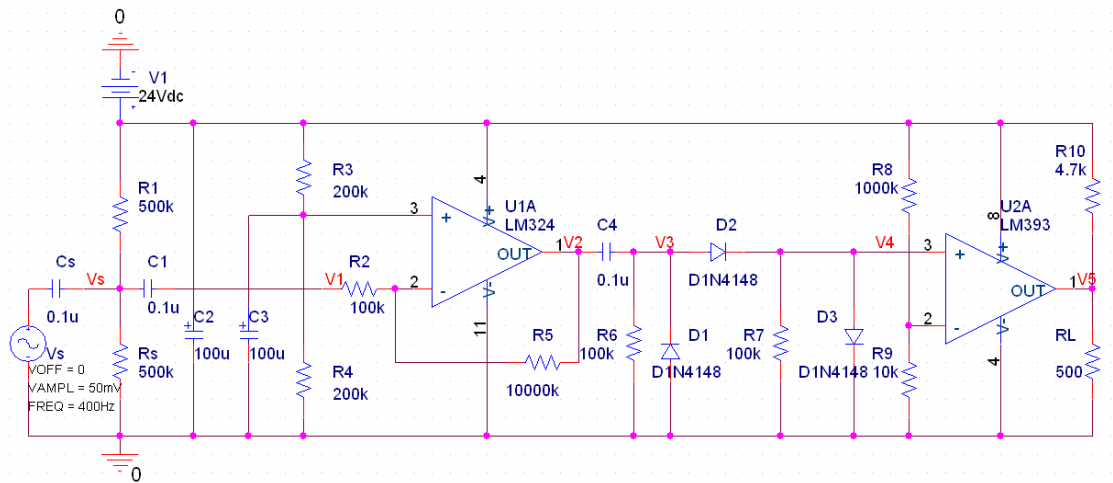 0
-
V1
24Vdc
+
R1
500k
R3
200k
4
3
+
V+
U1A
LM324
R8
1000k
R10
4.7k
8
U2A
LM393
V+
Cs
0.1u
Vs
C1
0.1u
V1
R2
100k
2
-
OUT
1
V2
C4
0.1u
V3
D2
D1N4148
V4
3
+
OUT
1
V5
V-
11
2
-
V-
4
Vs
VOFF = 0
VAMPL = 50mV
FREQ = 400Hz
Rs
500k
+
C2
100u
+
C3
100u
R4
200k
R5
10000k
R6
100k
D1
D1N4148
R7
100k
D3
D1N4148
R9
10k
RL
500
0